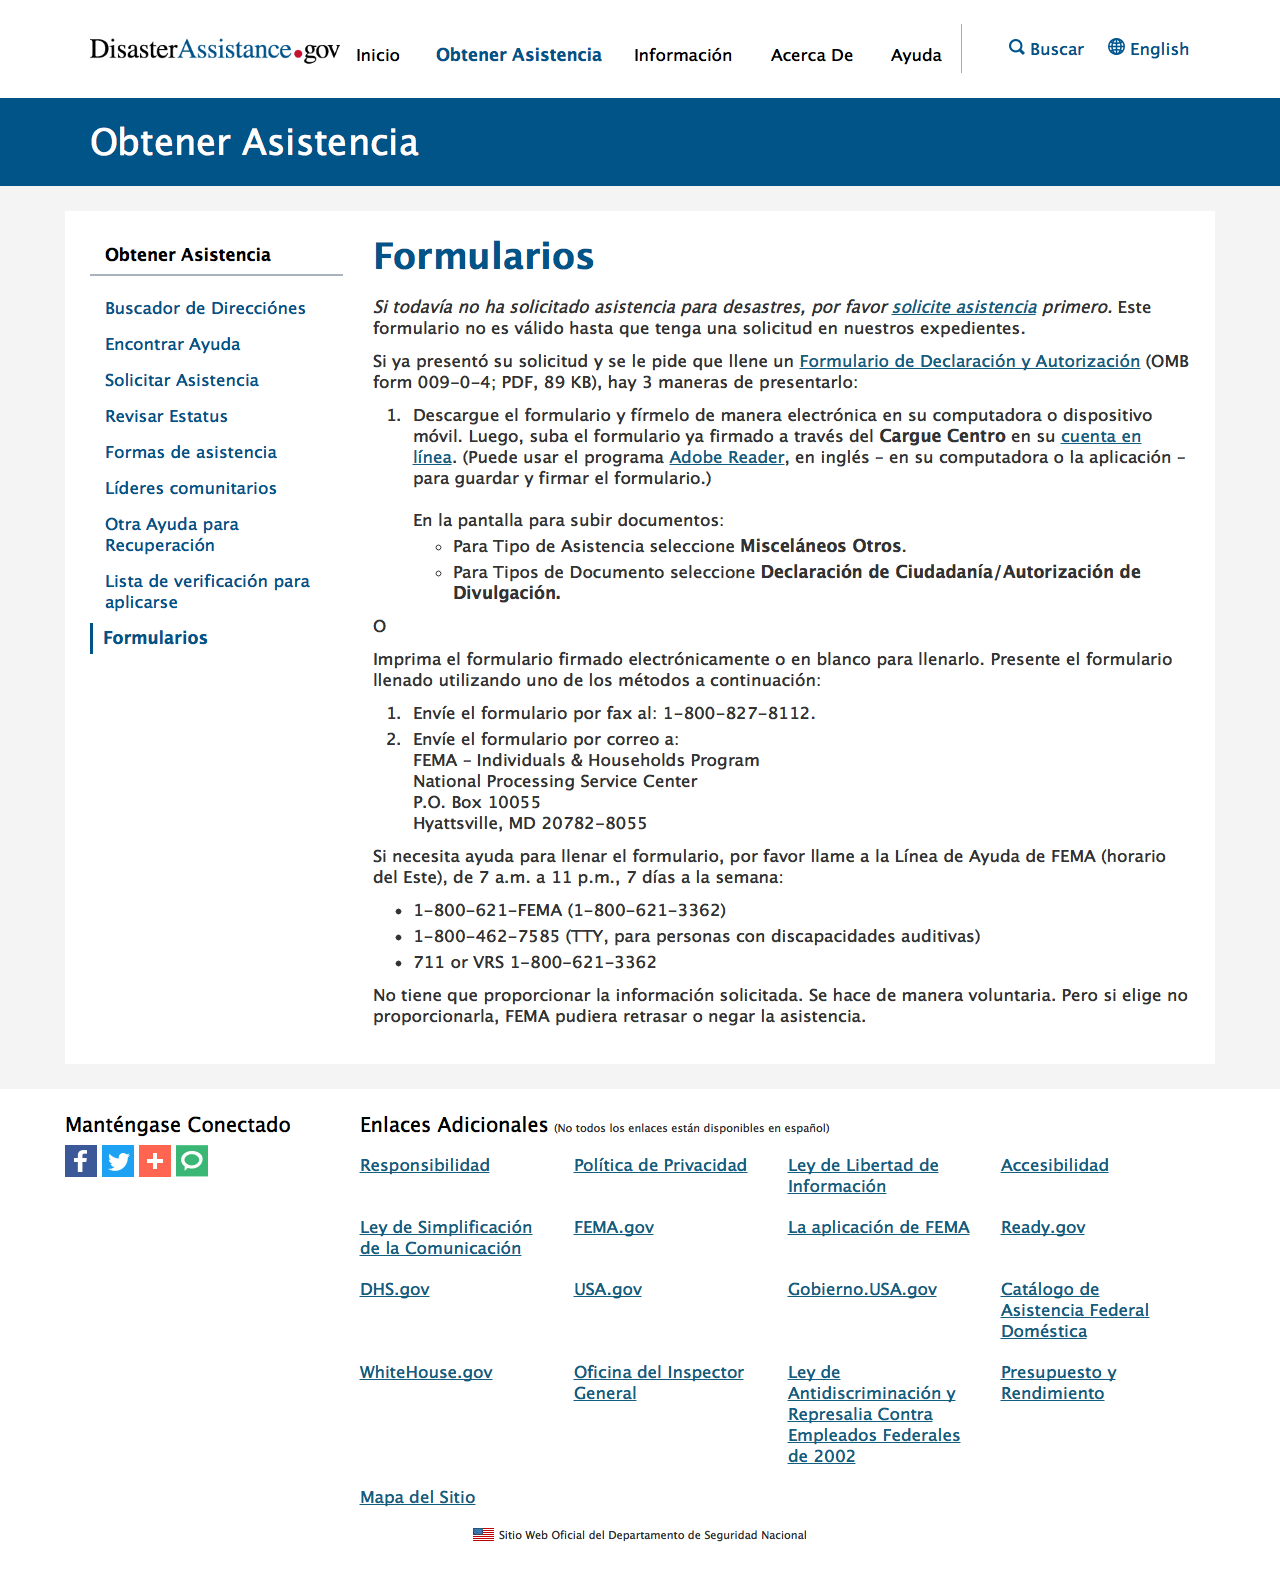 DisasterAssistance.gov
Inicio
Obtener Asistencia
Información
Acerca De
Ayuda
Buscar
English
Obtener Asistencia
Obtener Asistencia
Buscador de Direcciónes
Encontrar Ayuda
Solicitar Asistencia
Revisar Estatus
Formas de asistencia
Líderes comunitarios
Otra Ayuda para
Recuperación
Lista de verificación para
aplicarse
Formularios
Formularios
Si todavía no ha solicitado asistencia para desastres, por favor solicite asistencia primero. Este
formulario no es válido hasta que tenga una solicitud en nuestros expedientes.
Si ya presentó su solicitud y se le pide que llene un Formulario de Declaración y Autorización (OMB
form 009-0-4; PDF, 89 KB), hay 3 maneras de presentarlo:
1. Descargue el formulario y fírmelo de manera electrónica en su computadora o dispositivo
móvil. Luego, suba el formulario ya firmado a través del Cargue Centro en su cuenta en
línea. (Puede usar el programa Adobe Reader, en inglés – en su computadora o la aplicación –
para guardar y firmar el formulario.)
En la pantalla para subir documentos:
◦ Para Tipo de Asistencia seleccione Misceláneos Otros.
◦ Para Tipos de Documento seleccione Declaración de Ciudadanía/Autorización de
Divulgación.
O
Imprima el formulario firmado electrónicamente o en blanco para llenarlo. Presente el formulario
llenado utilizando uno de los métodos a continuación:
1. Envíe el formulario por fax al: 1-800-827-8112.
2. Envíe el formulario por correo a:
FEMA – Individuals & Households Program
National Processing Service Center
P.O. Box 10055
Hyattsville, MD 20782-8055
Si necesita ayuda para llenar el formulario, por favor llame a la Línea de Ayuda de FEMA (horario
del Este), de 7 a.m. a 11 p.m., 7 días a la semana:
• 1-800-621-FEMA (1-800-621-3362)
• 1-800-462-7585 (TTY, para personas con discapacidades auditivas)
• 711 or VRS 1-800-621-3362
No tiene que proporcionar la información solicitada. Se hace de manera voluntaria. Pero si elige no
proporcionarla, FEMA pudiera retrasar o negar la asistencia.
Manténgase Conectado
Enlaces Adicionales (No todos los enlaces están disponibles en español)
Responsibilidad
Política de Privacidad
Ley de Libertad de
Información
Accesibilidad
Ley de Simplificación
de la Comunicación
FEMA.gov
La aplicación de FEMA
Ready.gov
DHS.gov
USA.gov
Gobierno.USA.gov
Catálogo de
Asistencia Federal
Doméstica
WhiteHouse.gov
Oficina del Inspector
General
Ley de
Antidiscriminación y
Represalia Contra
Empleados Federales
de 2002
Presupuesto y
Rendimiento
Mapa del Sitio
Sitio Web Oficial del Departamento de Seguridad Nacional